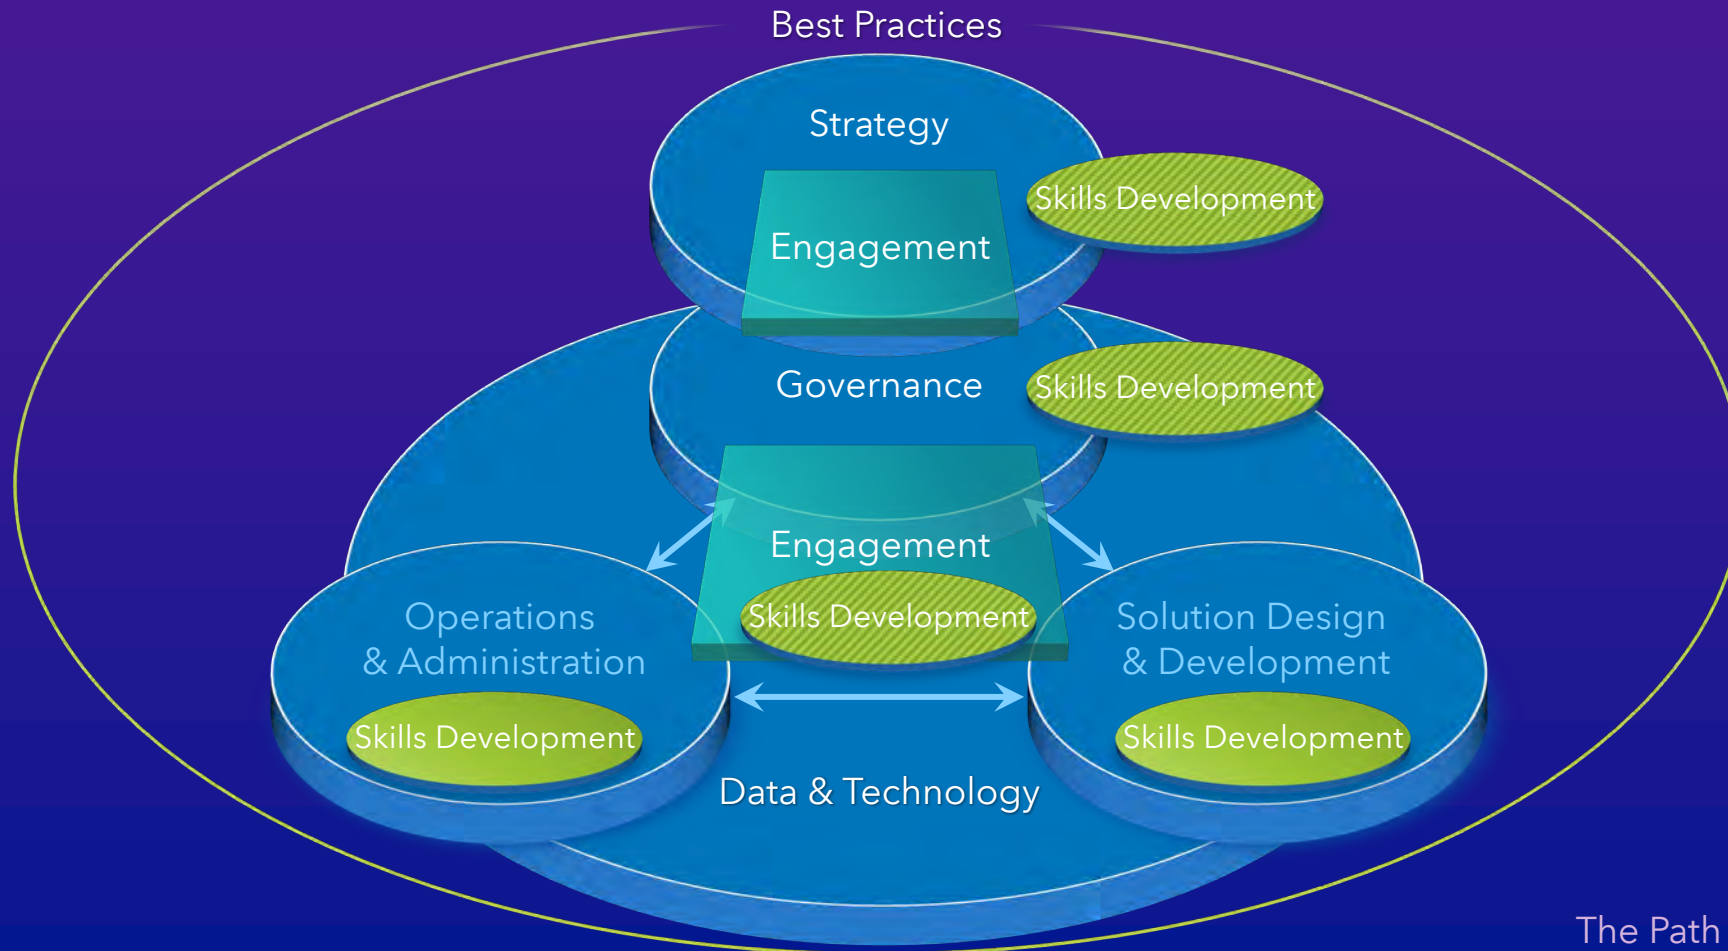 Best Practices
Strategy
Skills Development
Engagement
Governance
Skills Development
Engagement
Skills Development
Operations
& Administration
Skills Development
Solution Design
& Development
Skills Development
Data & Technology
The Path